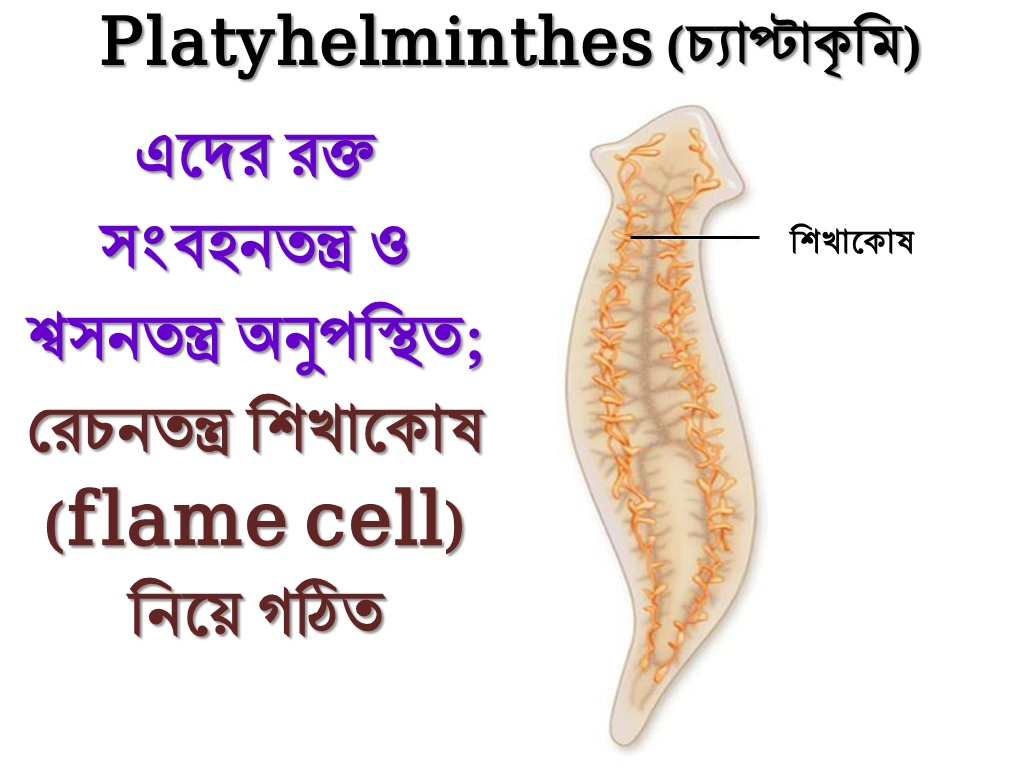 Platyhelminthes (চ্যাপ্টাকৃমি)
এদের রক্ত
সংবহনতন্ত্র ও
শ্বসনতন্ত্র অনুপস্থিত;
রেচনতন্ত্র শিখাকোষ
(flame cell)
নিয়ে গঠিত
শিখাকোষ